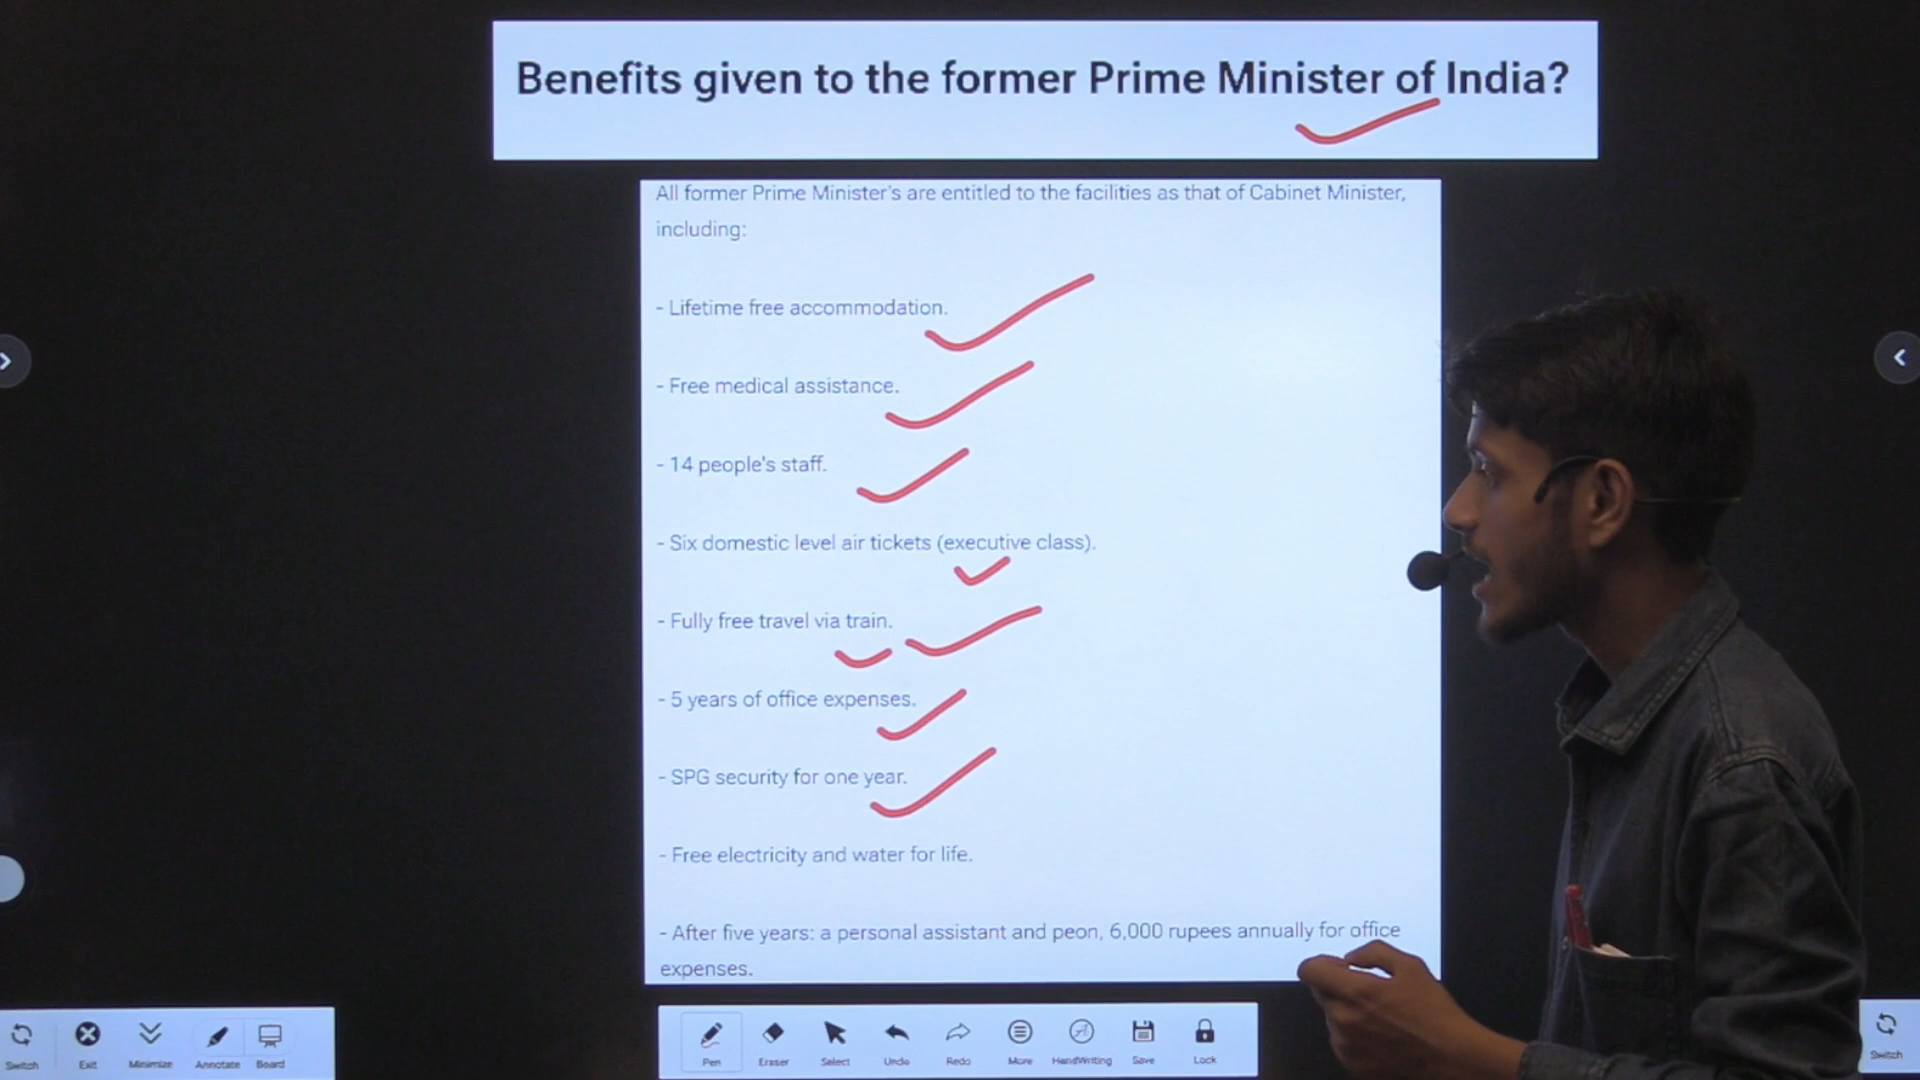 Benefits given to the former Prime Minister of India?
All former Prime Minister's are entitled to the facilities as that of Cabinet Minister,
including:
- Lifetime free accommodation.
- Free medical assistance.
- 14 people's staff.
- Six domestic level air tickets (executive class).
- Fully free travel via train.
- 5 years of office expenses.
- SPG security for one year.
- Free electricity and water for life.
- After five years: a personal assistant and peon, 6,000 rupees annually for office
expenses.
Switch Exit Minimize Annotate Board
Pen Eraser Select Undo Redo More HandWriting Save Lock
Switch